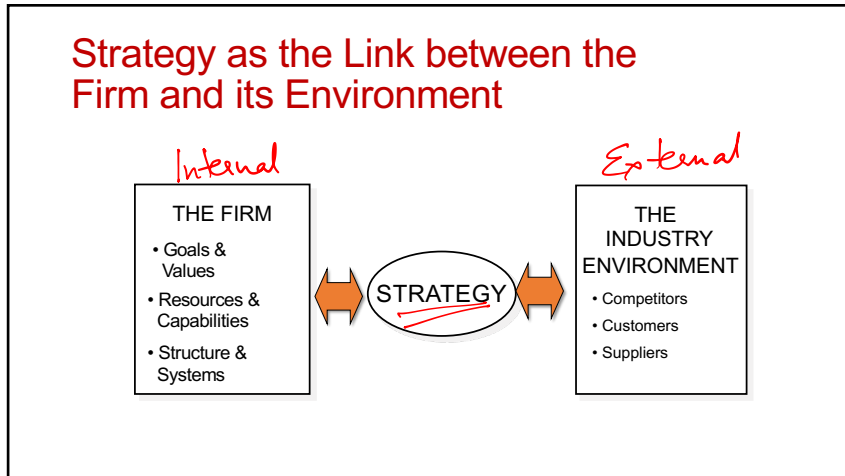 Strategy as the Link between the
Firm and its Environment
Internal
External
THE FIRM
• Goals &
Values
• Resources &
Capabilities
• Structure &
Systems
STRATEGY
THE
INDUSTRY
ENVIRONMENT
• Competitors
• Customers
• Suppliers